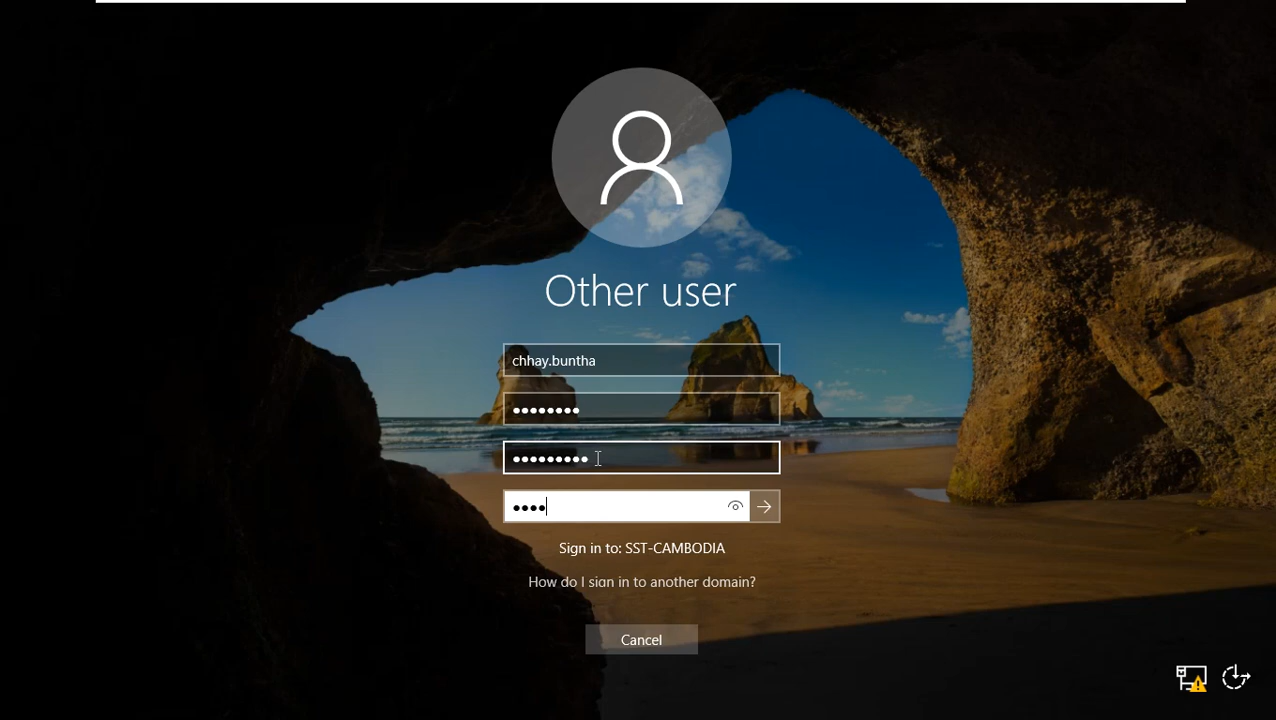 Other user
chhay.buntha
●●●●●●●●
●●●●●●●●●
●●●●
Sign in to: SST-CAMBODIA
How do I sign in to another domain?
Cancel